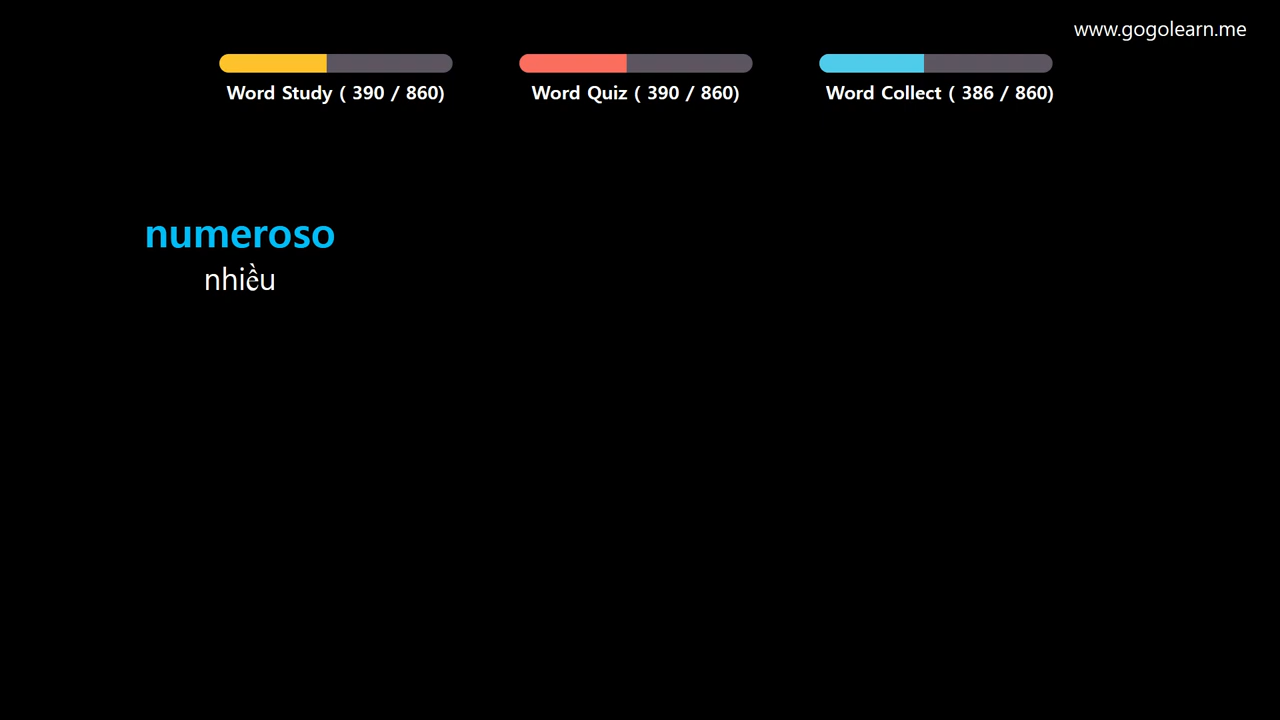 www.gogolearn.me
Word Study ( 390 / 860)
Word Quiz ( 390 / 860)
Word Collect ( 386 / 860)
numeroso
nhiều